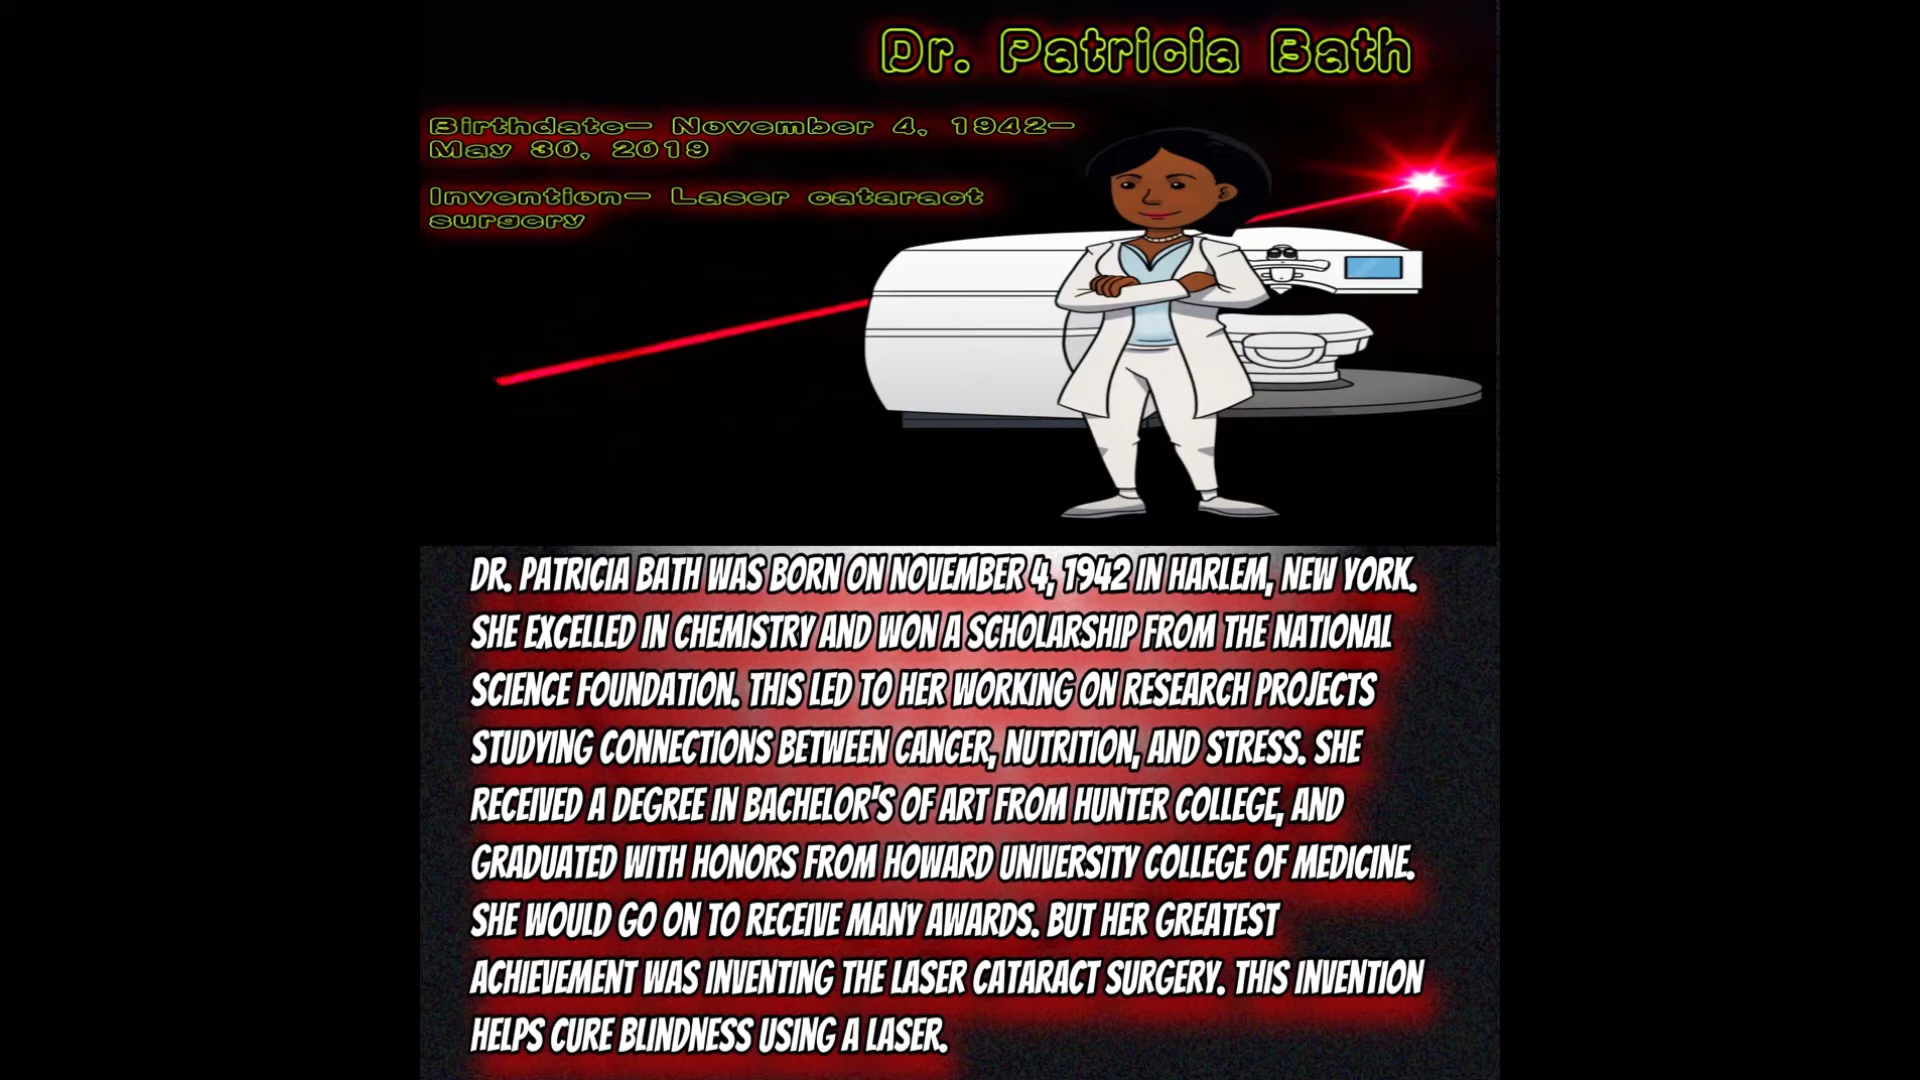 Dr. Patricia Bath
Birthdate- November 4, 1942-
May 30, 2019
Invention- Laser cataract
surgery
DR. PATRICIA BATH WAS BORN ON NOVEMBER 4, 1942 IN HARLEM, NEW YORK.
SHE EXCELLED IN CHEMISTRY AND WON A SCHOLARSHIP FROM THE NATIONAL
SCIENCE FOUNDATION. THIS LED TO HER WORKING ON RESEARCH PROJECTS
STUDYING CONNECTIONS BETWEEN CANCER, NUTRITION, AND STRESS. SHE
RECEIVED A DEGREE IN BACHELOR'S OF ART FROM HUNTER COLLEGE, AND
GRADUATED WITH HONORS FROM HOWARD UNIVERSITY COLLEGE OF MEDICINE.
SHE WOULD GO ON TO RECEIVE MANY AWARDS. BUT HER GREATEST
ACHIEVEMENT WAS INVENTING THE LASER CATARACT SURGERY. THIS INVENTION
HELPS CURE BLINDNESS USING A LASER.